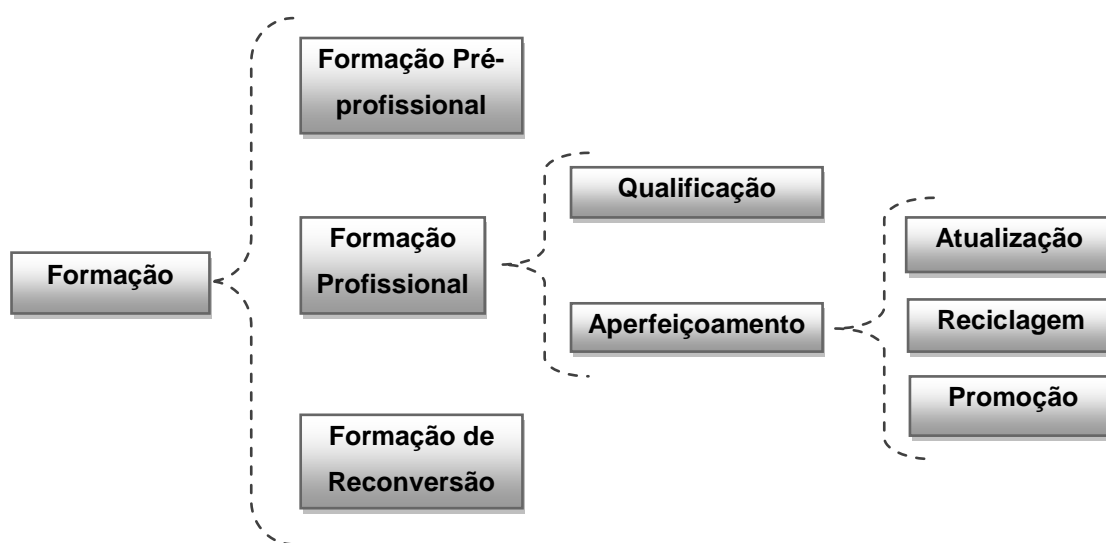 Formação
Formação Pré-
profissional
Formação
Profissional
Formação de
Reconversão
Qualificação
Aperfeiçoamento
Atualização
Reciclagem
Promoção